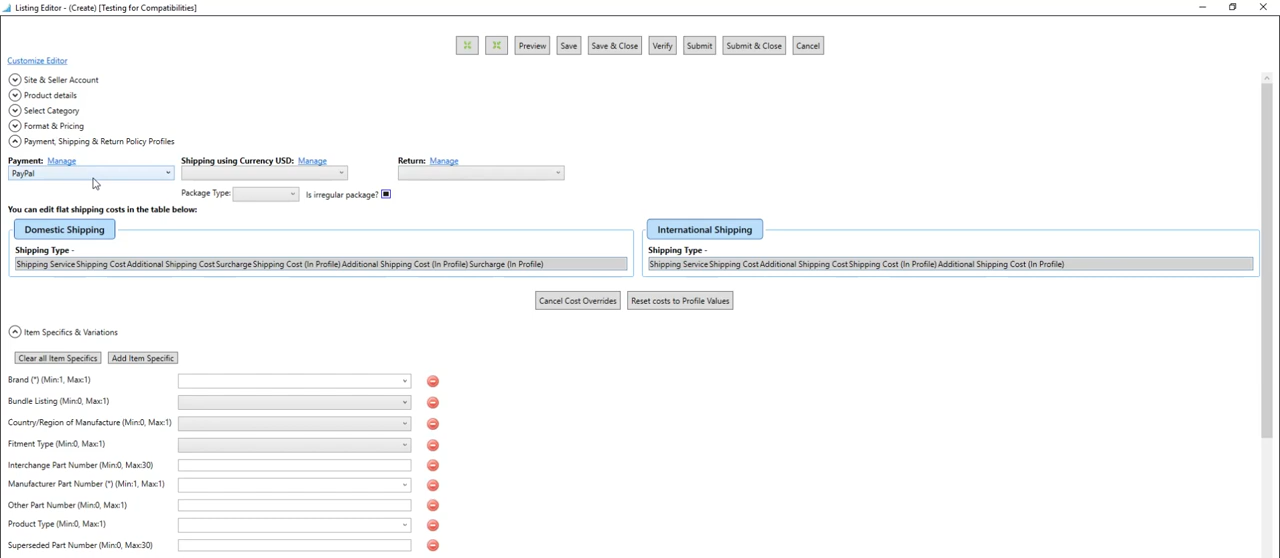 Listing Editor - (Create) [Testing for Compatibilities]
Preview Save Save & Close Verify Submit Submit & Close Cancel
Customize Editor
Site & Seller Account
Product details
Select Category
Format & Pricing
Payment, Shipping & Return Policy Profiles
Payment: Manage Shipping using Currency USD: Manage Return: Manage
PayPal
Package Type: Is irregular package?
You can edit flat shipping costs in the table below:
Domestic Shipping International Shipping
Shipping Type - Shipping Type -
Shipping Service Shipping Cost Additional Shipping Cost Surcharge Shipping Cost (In Profile) Additional Shipping Cost (In Profile) Surcharge (In Profile) Shipping Service Shipping Cost Additional Shipping Cost Shipping Cost (In Profile) Additional Shipping Cost (In Profile)
Cancel Cost Overrides Reset costs to Profile Values
Item Specifics & Variations
Clear all Item Specifics Add Item Specific
Brand (*) (Min:1, Max:1)
Bundle Listing (Min:0, Max:1)
Country/Region of Manufacture (Min:0, Max:1)
Fitment Type (Min:0, Max:1)
Interchange Part Number (Min:0, Max:30)
Manufacturer Part Number (*) (Min:1, Max:1)
Other Part Number (Min:0, Max:1)
Product Type (Min:0, Max:1)
Superseded Part Number (Min:0, Max:30)